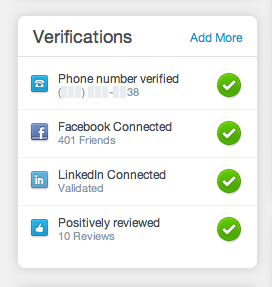 Verifications
Add More
Phone number verified
( ) - 38
Facebook Connected
401 Friends
LinkedIn Connected
Validated
Positively reviewed
10 Reviews